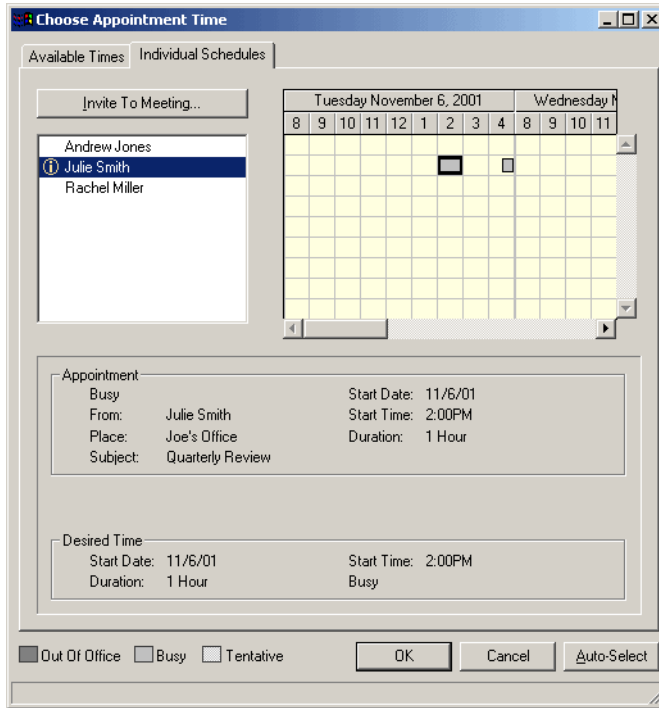 Choose Appointment Time
Available Times Individual Schedules
Invite To Meeting...
Tuesday November 6, 2001 Wednesday N
8 9 10 11 12 1 2 3 4 8 9 10 11
Andrew Jones
Julie Smith
Rachel Miller
Appointment
Busy Start Date: 11/6/01
From: Julie Smith Start Time: 2:00PM
Place: Joe's Office Duration: 1 Hour
Subject: Quarterly Review
Desired Time
Start Date: 11/6/01 Start Time: 2:00PM
Duration: 1 Hour Busy
Out Of Office Busy Tentative OK Cancel Auto-Select